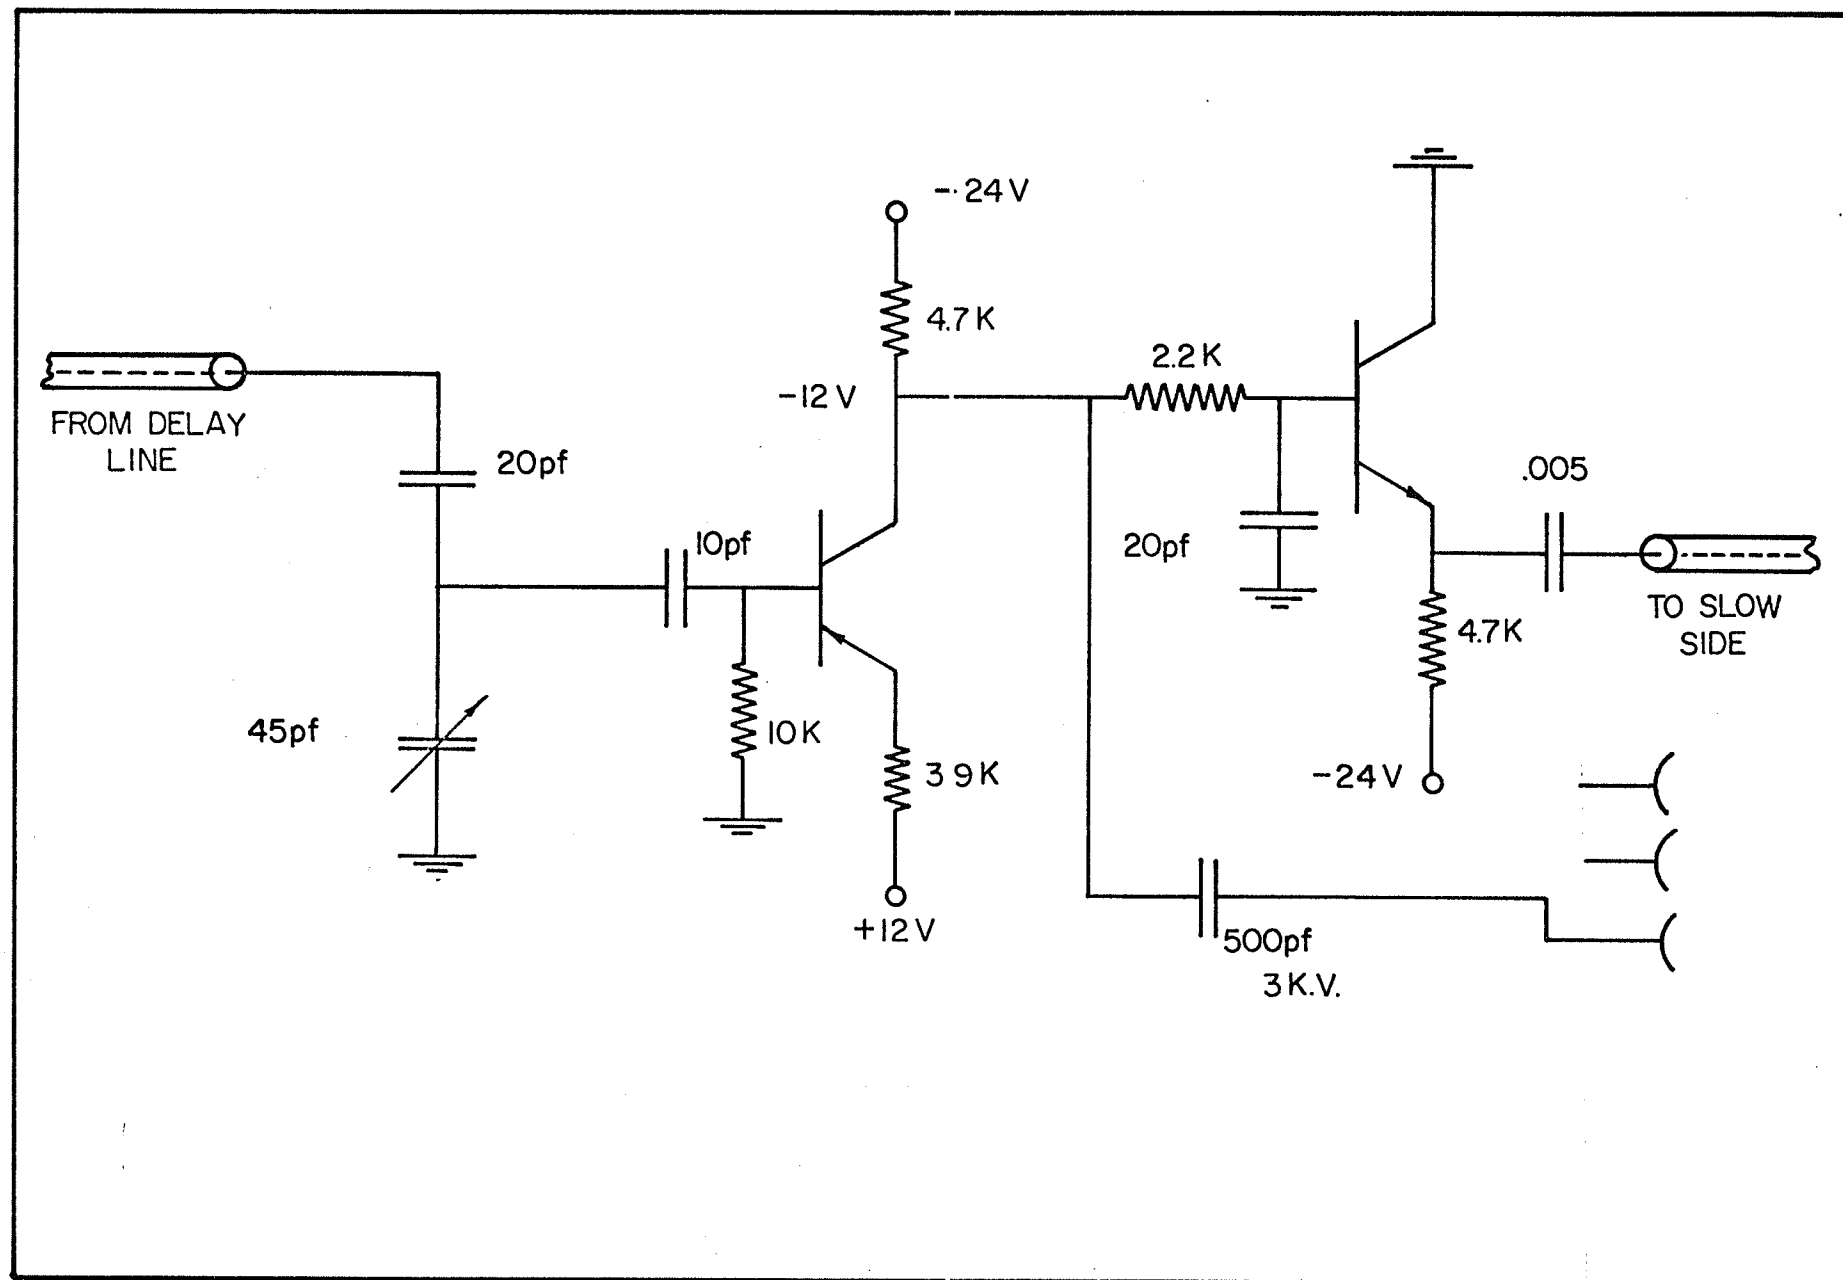 -24V
4.7K
2.2K
-12V
FROM DELAY
LINE
20pf
.005
10pf
20pf
TO SLOW
SIDE
4.7K
45pf
10K
39K
-24V
+12V
500pf
3K.V.